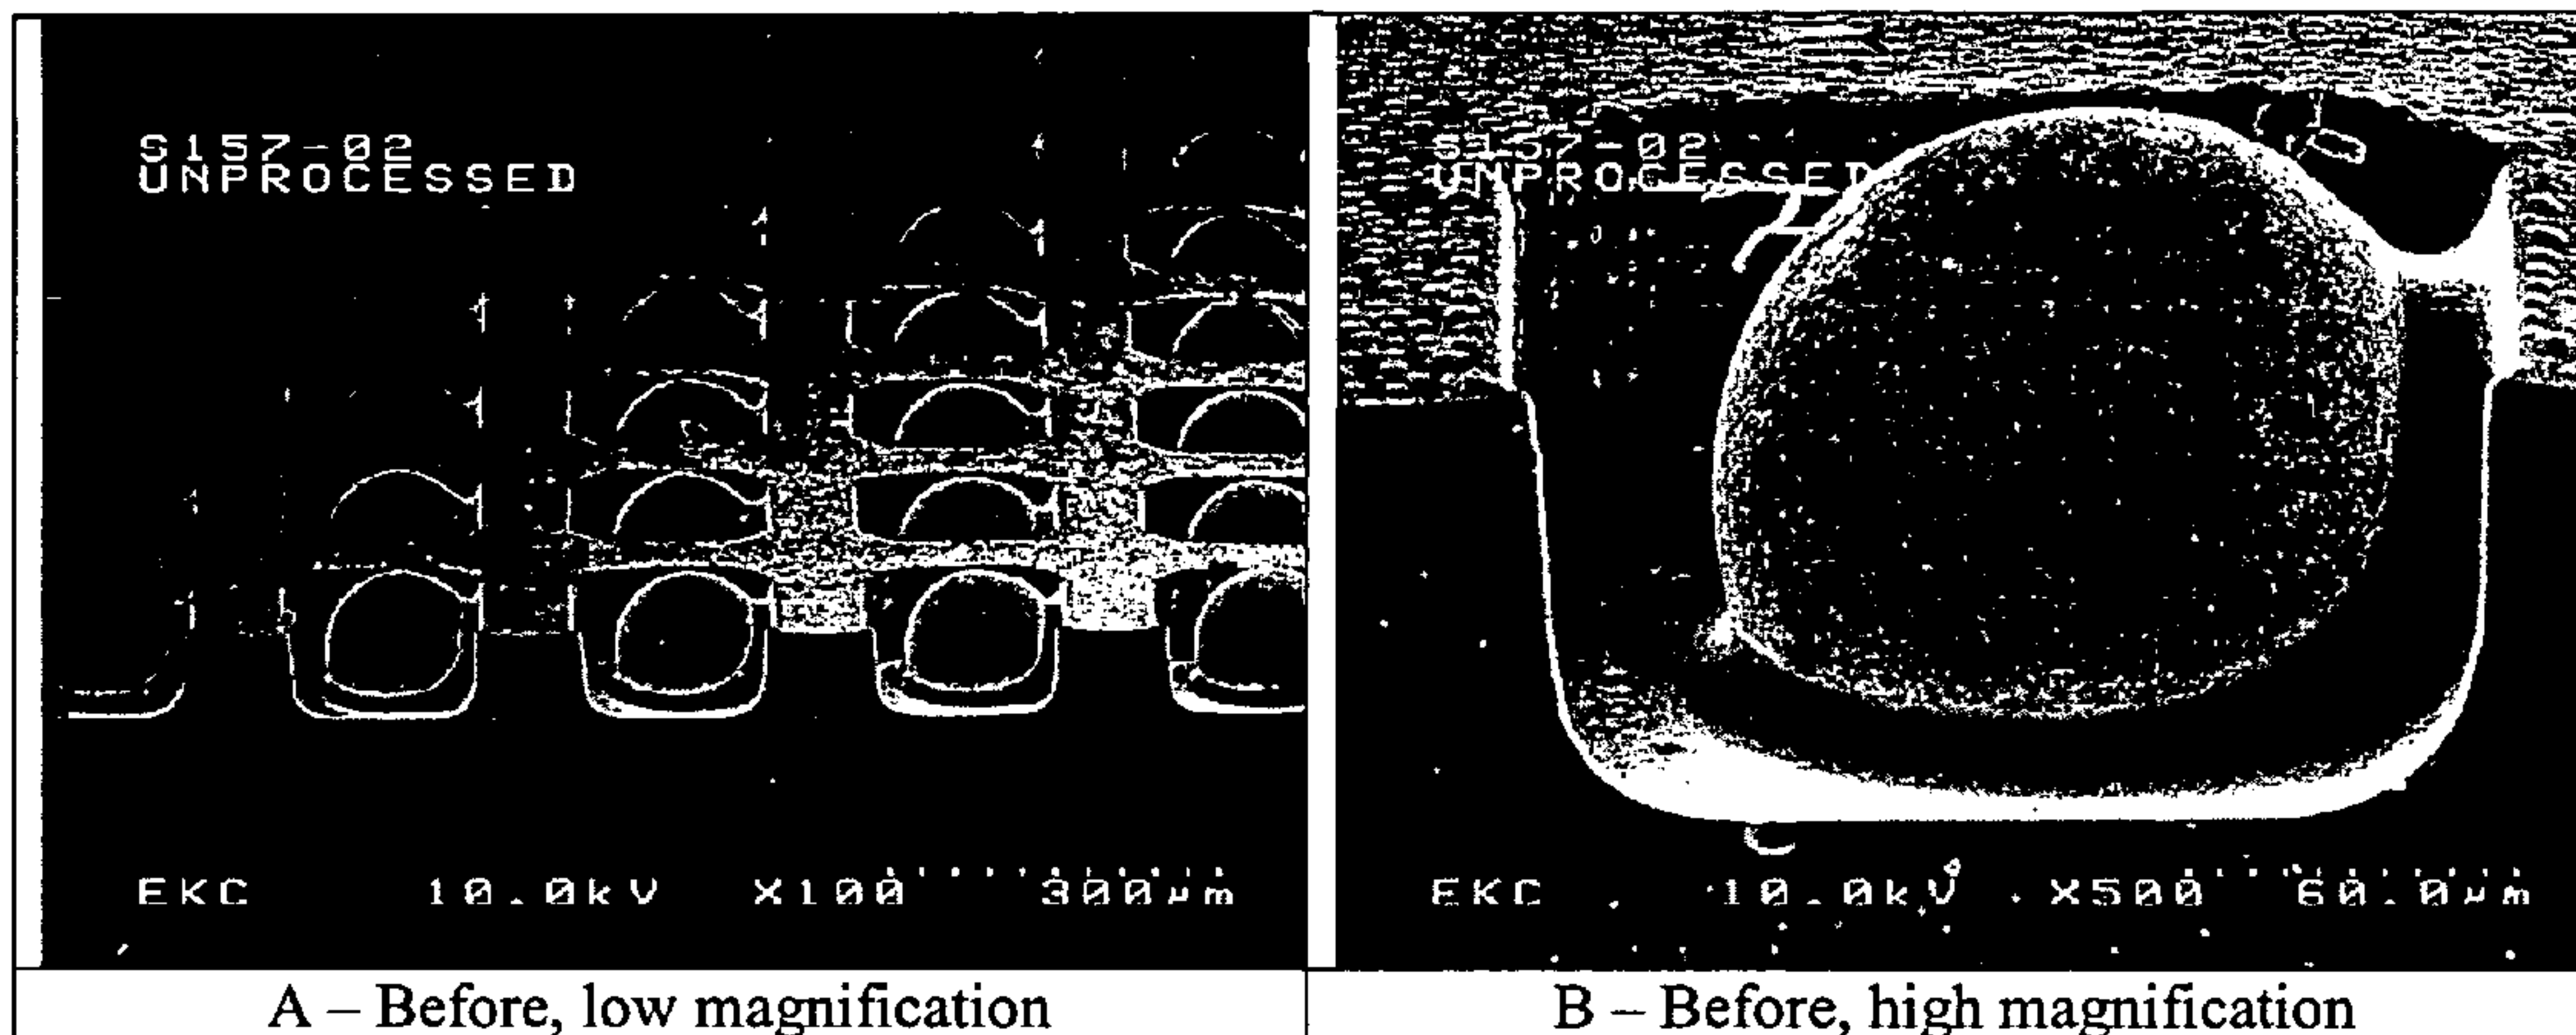 S157-02
UNPROCESSED
EKC 10.0kV X100 300µm
A – Before, low magnification
S157-02
UNPROCESSED
EKC 10.0kV X500 60.0µm
B – Before, high magnification